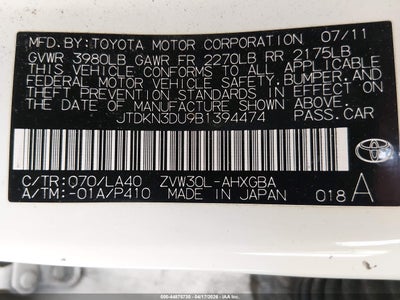 MFD. BY: TOYOTA MOTOR CORPORATION 07/11
GVWR 3980LB GAWR FR 2270LB RR 2175LB
THIS VEHICLE CONFORMS TO ALL APPLICABLE
FEDERAL MOTOR VEHICLE SAFETY, BUMPER, AND
THEFT PREVENTION STANDARDS IN EFFECT ON
THE DATE OF MANUFACTURE SHOWN ABOVE.
JTDKN3DU9B1394474 PASS.CAR
TOYOTA
C/TR: 070/LA40 ZVW30L-AHXGBA
A/TM: -01A/P410 MADE IN JAPAN 018 A